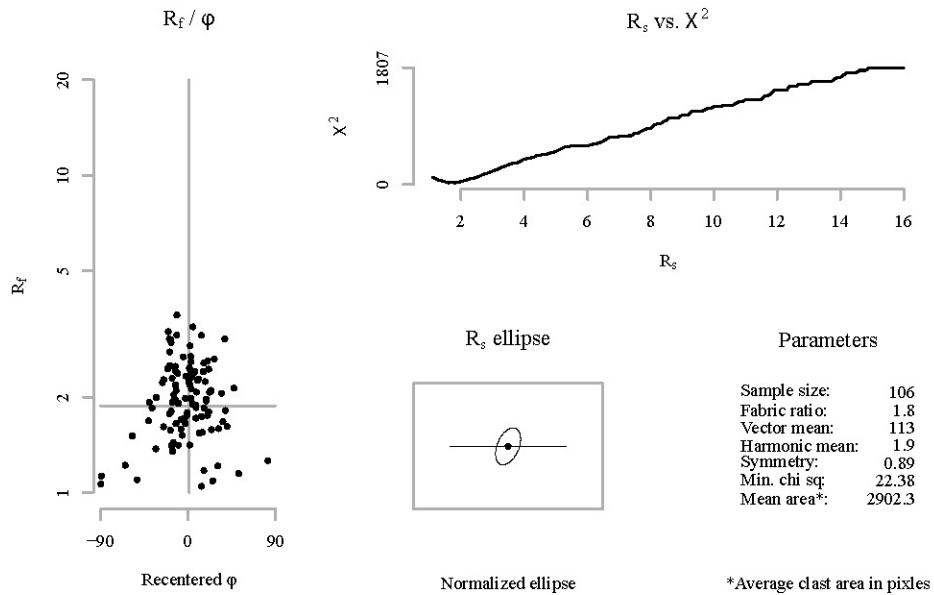 Rf / φ
20
10
5
2
1
Rf
−90
0
90
Recentered φ
Rs vs. X²
1807
0
X²
2
4
6
8
10
12
14
16
Rs
Rs ellipse
Normalized ellipse
Parameters
Sample size: 106
Fabric ratio: 1.8
Vector mean: 113
Harmonic mean: 1.9
Symmetry: 0.89
Min. chi sq: 22.38
Mean area*: 2902.3
*Average clast area in pixles